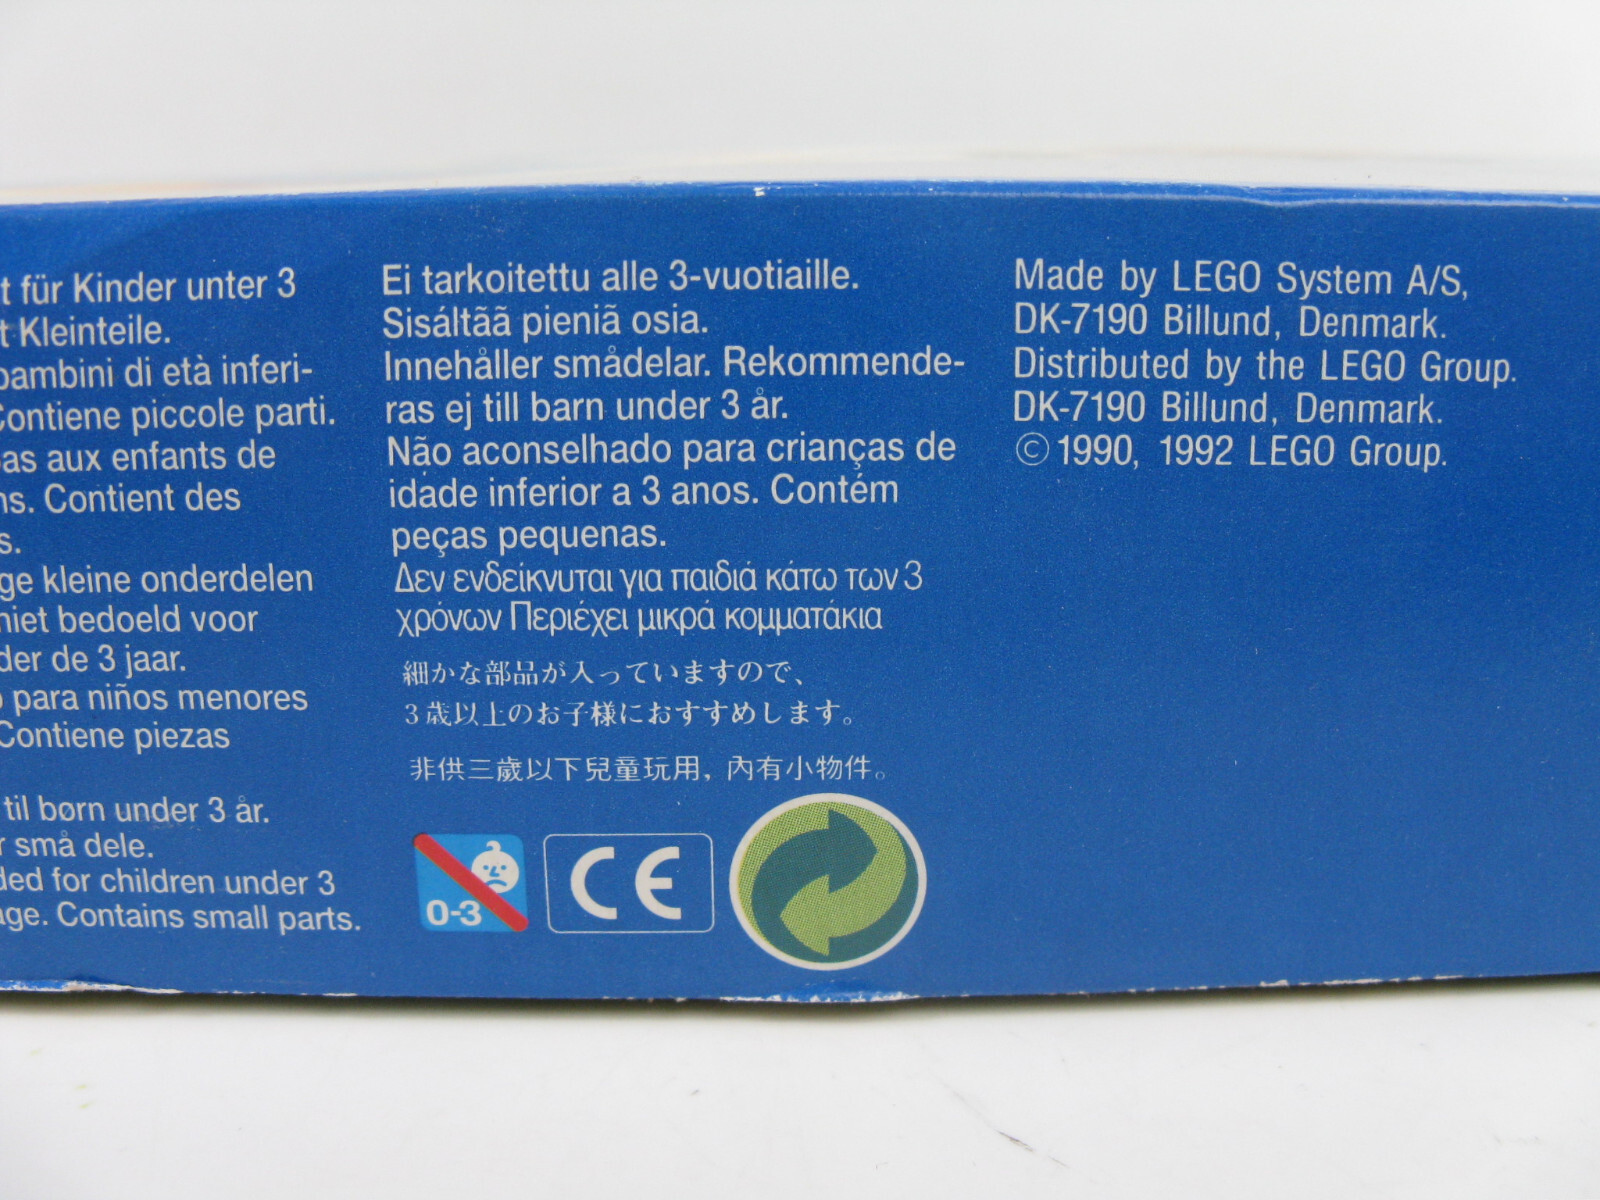 t für Kinder unter 3
t Kleinteile.
bambini di età inferi-
Contiene piccole parti.
as aux enfants de
ns. Contient des
s.
ge kleine onderdelen
niet bedoeld voor
der de 3 jaar.
para niños menores
Contiene piezas
til børn under 3 år.
r små dele.
ded for children under 3
age. Contains small parts.
Ei tarkoitettu alle 3-vuotiaille.
Sisáltãã pieniã osia.
Innehåller smådelar. Rekommende-
ras ej till barn under 3 år.
Não aconselhado para crianças de
idade inferior a 3 anos. Contém
peças pequenas.
Δεν ενδείκνυται για παιδιά κάτω των 3
χρόνων Περιέχει μικρά κομματάκια
細かな部品が入っていますので、
3歳以上のお子様におすすめします。
非供三歲以下兒童玩用, 內有小物件。
0-3
CE
Made by LEGO System A/S,
DK-7190 Billund, Denmark.
Distributed by the LEGO Group.
DK-7190 Billund, Denmark.
© 1990, 1992 LEGO Group.